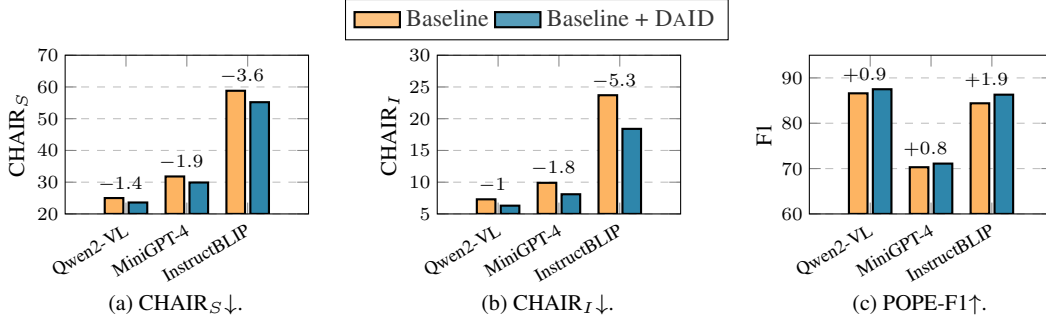 Baseline Baseline + DAID
CHAIR_S
70
60
50
40
30
20
−1.4
−1.9
−3.6
Qwen2-VL
MiniGPT-4
InstructBLIP
(a) CHAIR_S↓.
CHAIR_I
30
25
20
15
10
5
−1
−1.8
−5.3
Qwen2-VL
MiniGPT-4
InstructBLIP
(b) CHAIR_I↓.
F1
90
80
70
60
+0.9
+0.8
+1.9
Qwen2-VL
MiniGPT-4
InstructBLIP
(c) POPE-F1↑.